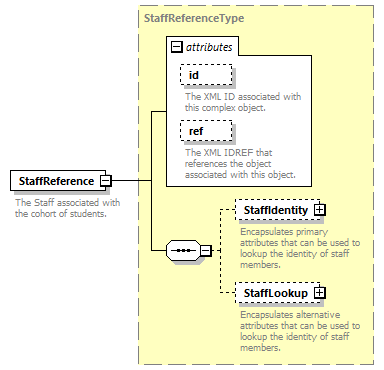 StaffReferenceType
attributes
id
The XML ID associated with
this complex object.
ref
The XML IDREF that
references the object
associated with this object.
StaffReference
The Staff associated with
the cohort of students.
StaffIdentity
Encapsulates primary
attributes that can be used to
lookup the identity of staff
members.
StaffLookup
Encapsulates alternative
attributes that can be used to
lookup the identity of staff
members.